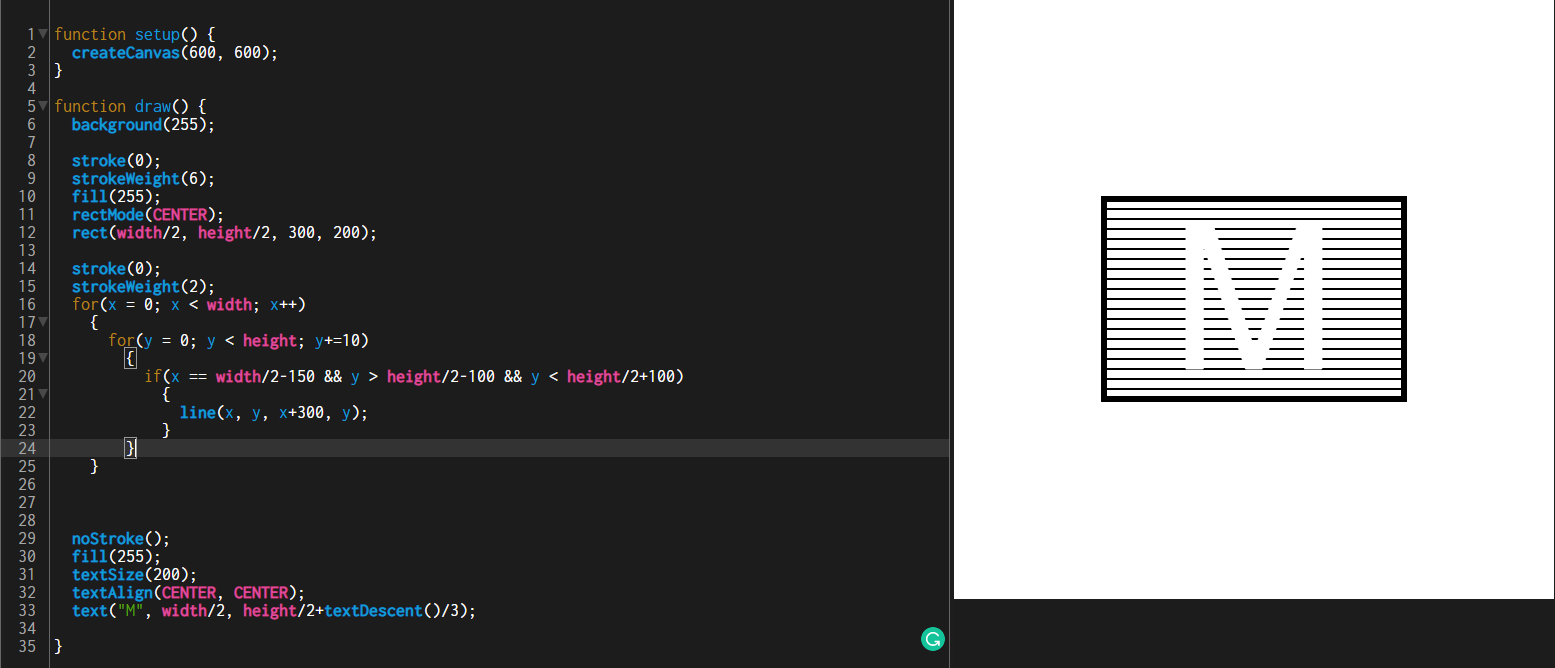 1 function setup() {
2 createCanvas(600, 600);
3 }
4
5 function draw() {
6 background(255);
7
8 stroke(0);
9 strokeWeight(6);
10 fill(255);
11 rectMode(CENTER);
12 rect(width/2, height/2, 300, 200);
13
14 stroke(0);
15 strokeWeight(2);
16 for(x = 0; x < width; x++)
17 {
18 for(y = 0; y < height; y+=10)
19 {
20 if(x == width/2-150 && y > height/2-100 && y < height/2+100)
21 {
22 line(x, y, x+300, y);
23 }
24 }
25 }
26
27
28
29 noStroke();
30 fill(255);
31 textSize(200);
32 textAlign(CENTER, CENTER);
33 text("M", width/2, height/2+textDescent()/3);
34
35 }
M